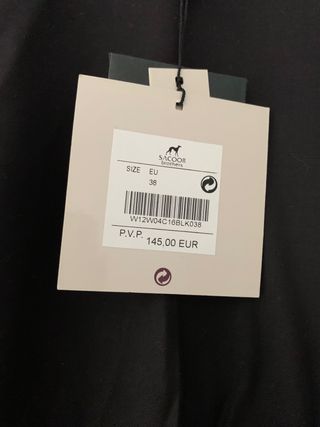 SACOOR
brothers
SIZE EU
38
W12W04C16BLK038
P.V.P. 145,00 EUR